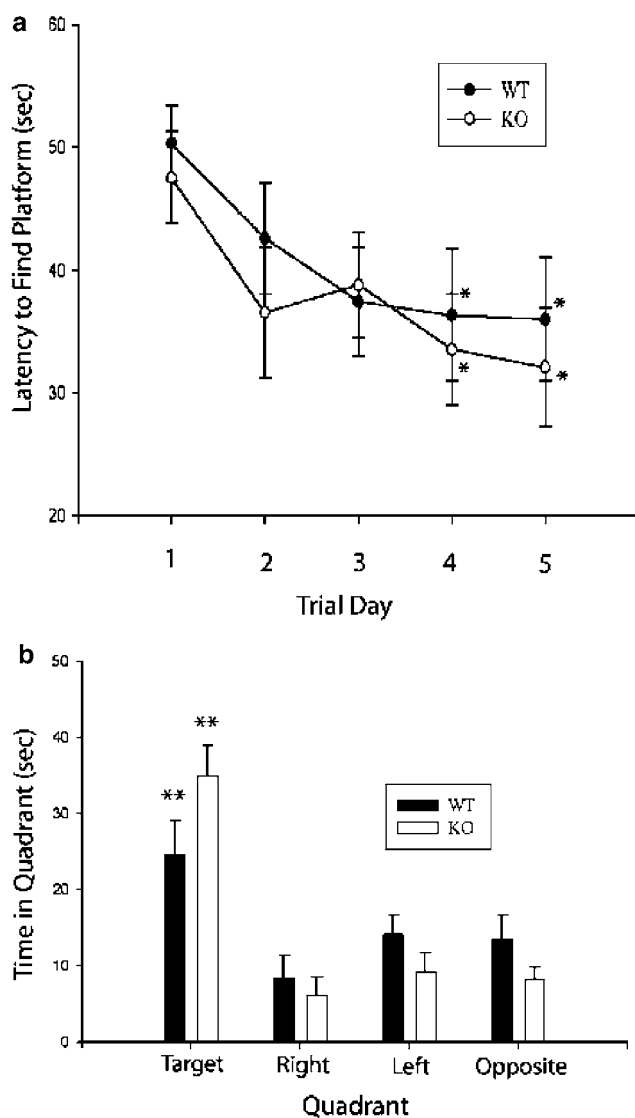 a
60
50
40
30
20
Latency to Find Platform (sec)
WT
KO
*
*
*
*
1 2 3 4 5
Trial Day
b
50
40
30
20
10
0
Time in Quadrant (sec)
**
**
WT
KO
Target Right Left Opposite
Quadrant